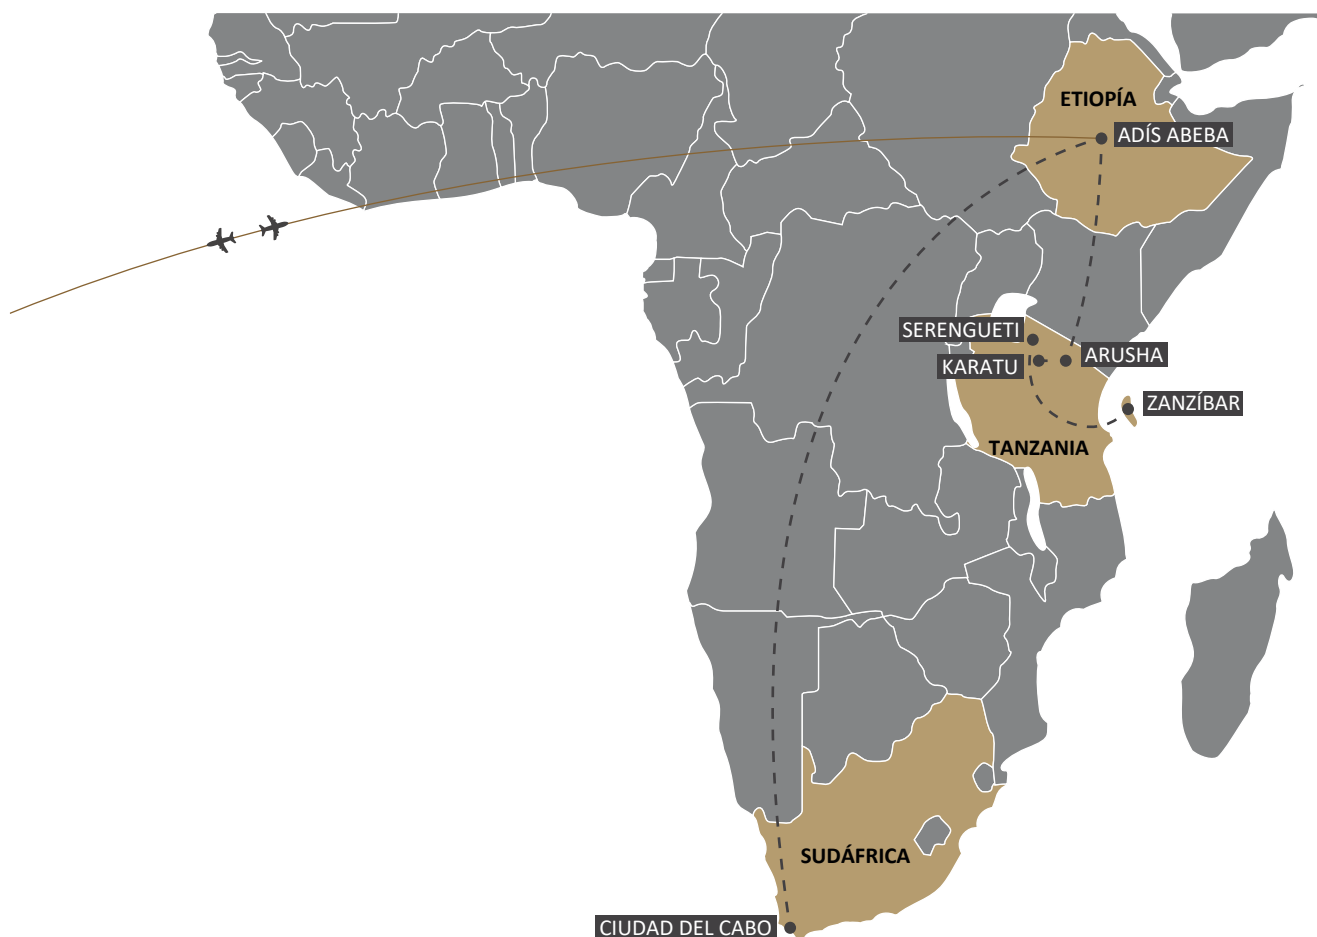 ETIOPÍA
ADÍS ABEBA
SERENGUETI
ARUSHA
KARATU
ZANZÍBAR
TANZANIA
SUDÁFRICA
CIUDAD DEL CABO